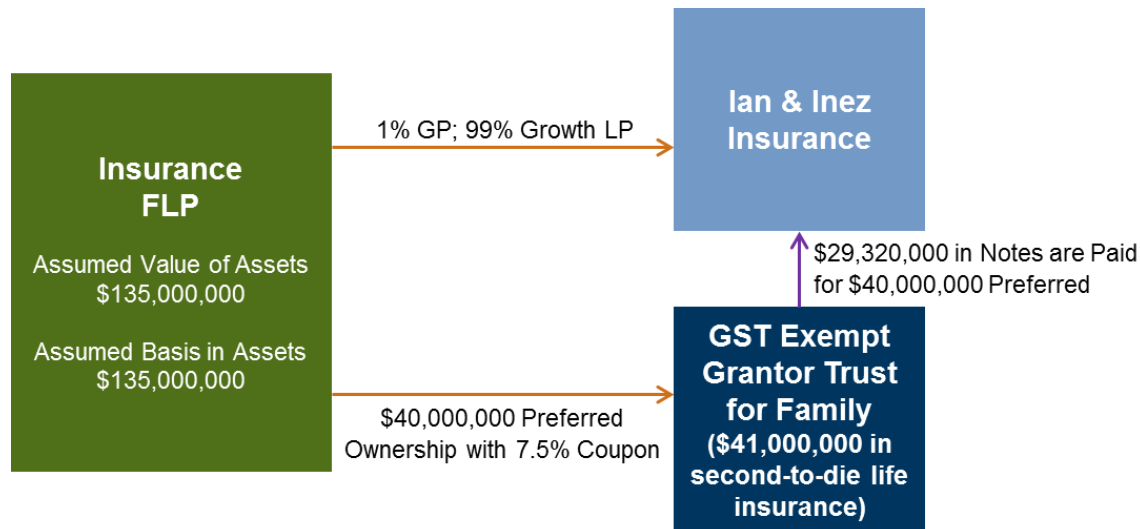 Insurance
FLP
Assumed Value of Assets
$135,000,000
Assumed Basis in Assets
$135,000,000
1% GP; 99% Growth LP
Ian & Inez
Insurance
$29,320,000 in Notes are Paid
for $40,000,000 Preferred
$40,000,000 Preferred
Ownership with 7.5% Coupon
GST Exempt
Grantor Trust
for Family
($41,000,000 in
second-to-die life
insurance)